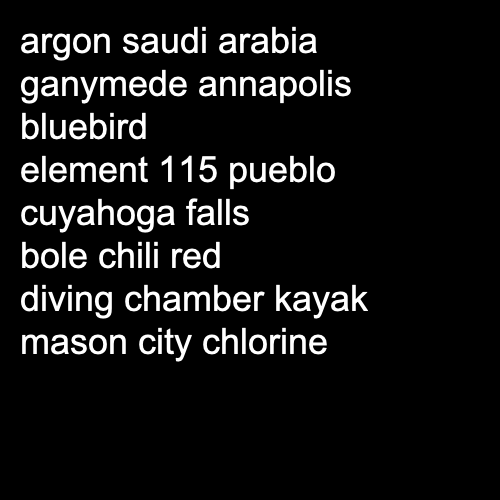 argon saudi arabia
ganymede annapolis
bluebird
element 115 pueblo
cuyahoga falls
bole chili red
diving chamber kayak
mason city chlorine